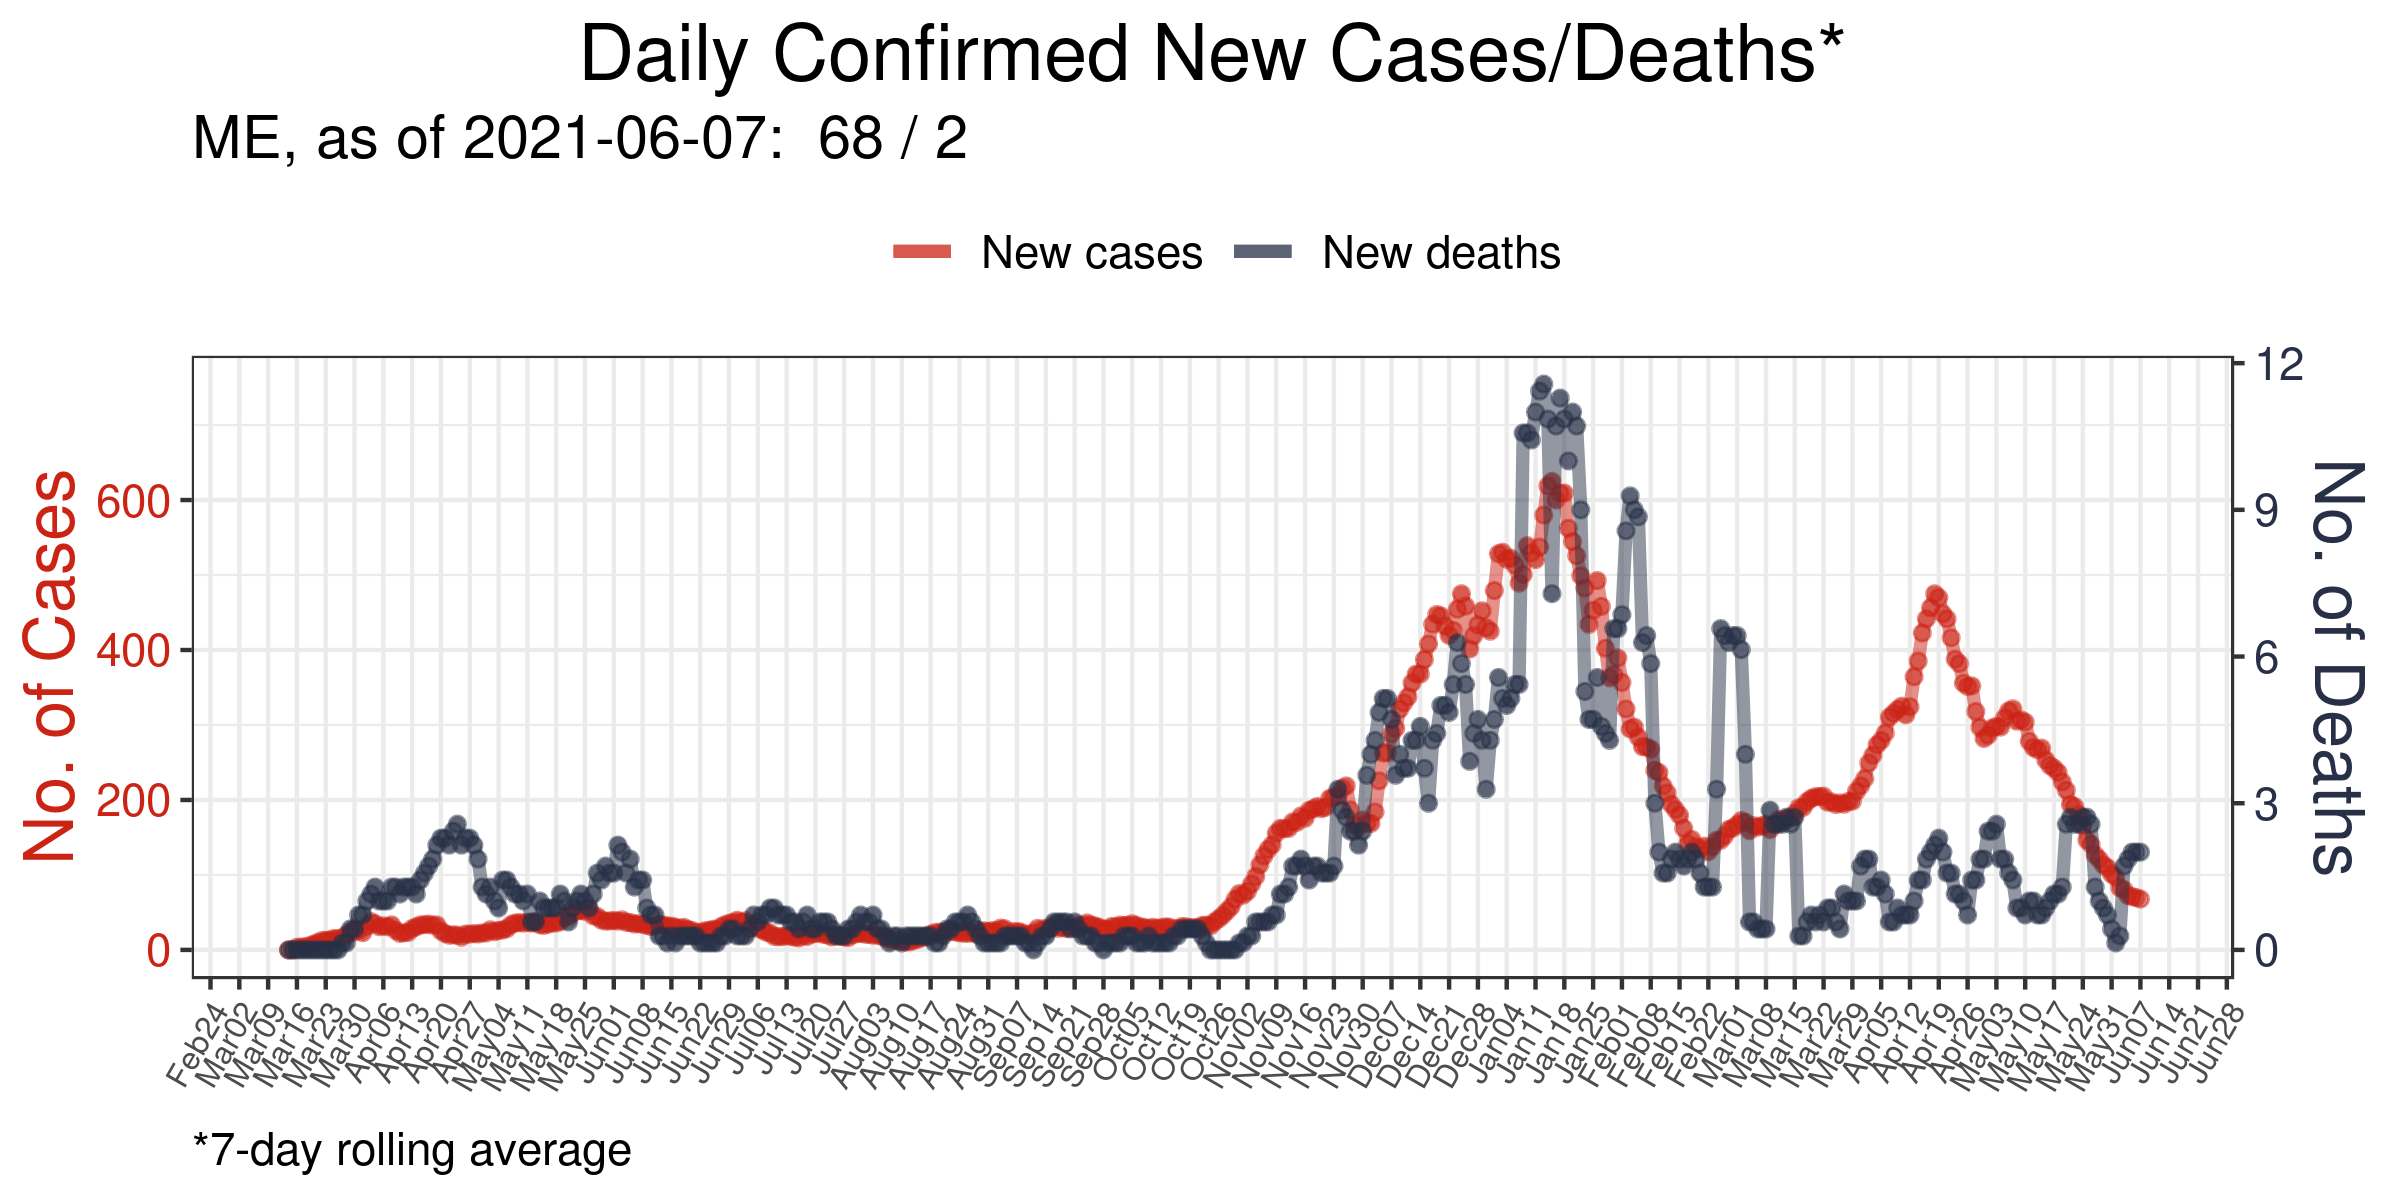 Daily Confirmed New Cases/Deaths*
ME, as of 2021-06-07:  68 / 2
New cases
New deaths
No. of Cases
600
400
200
0
12
9
6
3
0
No. of Deaths
Feb24
Mar02
Mar09
Mar16
Mar23
Mar30
Apr06
Apr13
Apr20
Apr27
May04
May11
May18
May25
Jun01
Jun08
Jun15
Jun22
Jun29
Jul06
Jul13
Jul20
Jul27
Aug03
Aug10
Aug17
Aug24
Aug31
Sep07
Sep14
Sep21
Sep28
Oct05
Oct12
Oct19
Oct26
Nov02
Nov09
Nov16
Nov23
Nov30
Dec07
Dec14
Dec21
Dec28
Jan04
Jan11
Jan18
Jan25
Feb01
Feb08
Feb15
Feb22
Mar01
Mar08
Mar15
Mar22
Mar29
Apr05
Apr12
Apr19
Apr26
May03
May10
May17
May24
May31
Jun07
Jun14
Jun21
Jun28
*7-day rolling average